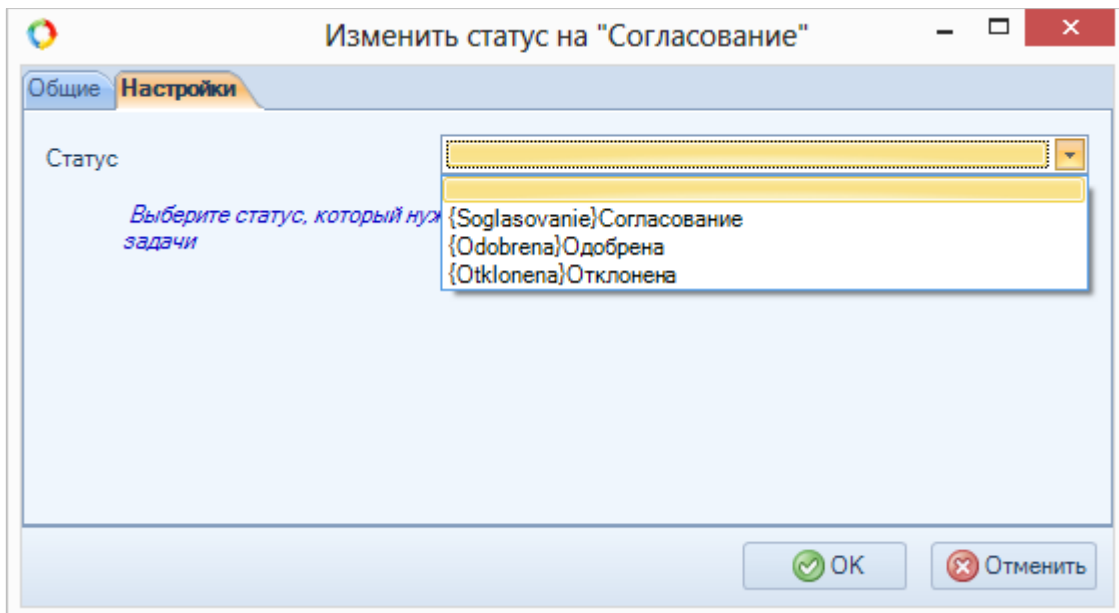 Изменить статус на "Согласование"
Общие Настройки
Статус
Выберите статус, который
задачи
{Soglasovanie}Согласование
{Odobrena}Одобрена
{Otklonena}Отклонена
OK Отменить